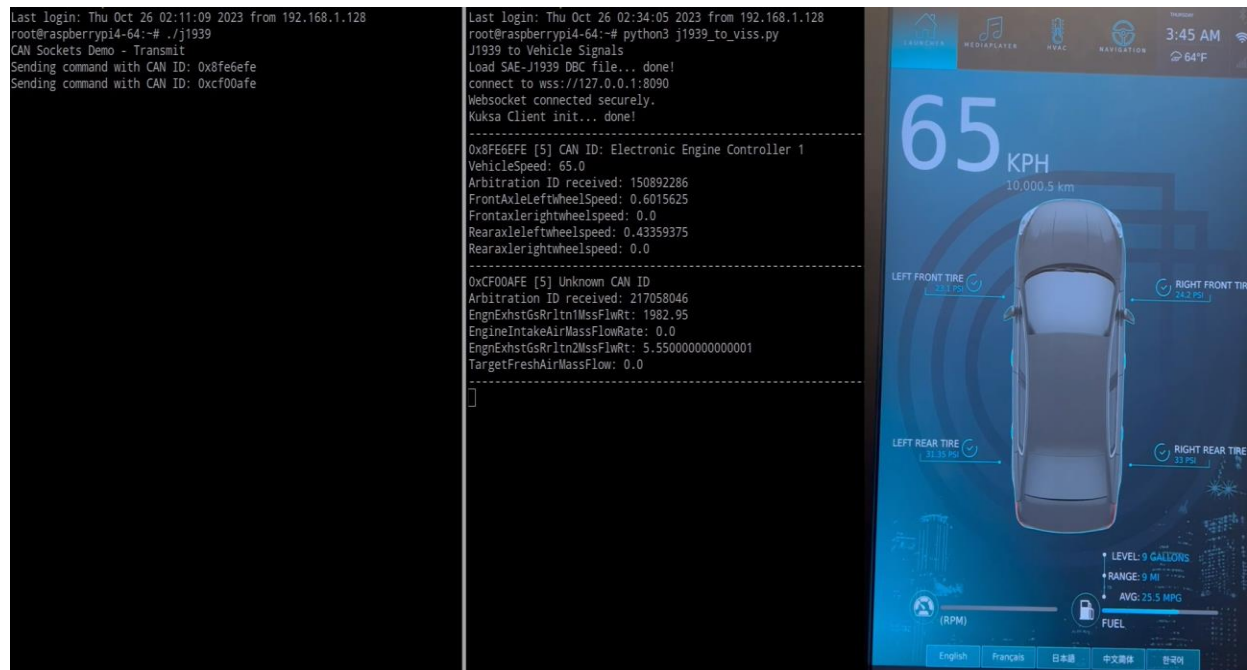 Last login: Thu Oct 26 02:11:09 2023 from 192.168.1.128
root@raspberrypi4-64:~# ./j1939
CAN Sockets Demo - Transmit
Sending command with CAN ID: 0x8fe6efe
Sending command with CAN ID: 0xcf00afe
Last login: Thu Oct 26 02:34:05 2023 from 192.168.1.128
root@raspberrypi4-64:~# python3 j1939_to_viss.py
J1939 to Vehicle Signals
Load SAE-J1939 DBC file... done!
connect to wss://127.0.0.1:8090
Websocket connected securely.
Kuksa Client init... done!
--------------------------------------------------------------
0x8FE6EFE [5] CAN ID: Electronic Engine Controller 1
VehicleSpeed: 65.0
Arbitration ID received: 150892286
FrontAxleLeftWheelSpeed: 0.6015625
Frontaxlerightwheelspeed: 0.0
Rearaxleleftwheelspeed: 0.43359375
Rearaxlerightwheelspeed: 0.0
--------------------------------------------------------------
0xCF00AFE [5] Unknown CAN ID
Arbitration ID received: 217058046
EngnExhstGsRrltn1MssFlwRt: 1982.95
EngineIntakeAirMassFlowRate: 0.0
EngnExhstGsRrltn2MssFlwRt: 5.550000000000001
TargetFreshAirMassFlow: 0.0
--------------------------------------------------------------
THURSDAY
LAUNCHER MEDIAPLAYER HVAC NAVIGATION 3:45 AM
64°F
65 KPH
10,000.5 km
LEFT FRONT TIRE
23.1 PSI
RIGHT FRONT TIR
24.2 PSI
LEFT REAR TIRE
31.35 PSI
RIGHT REAR TIRE
33 PSI
LEVEL: 9 GALLONS
RANGE: 9 MI
AVG: 25.5 MPG
(RPM)
FUEL
English Français 日本語 中文简体 한국어